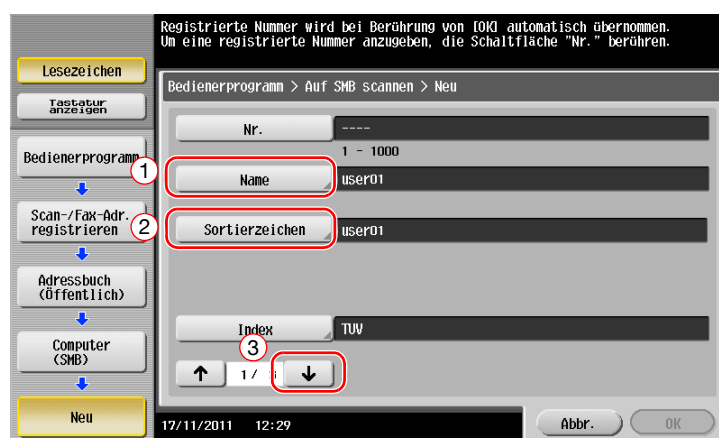 Registrierte Nummer wird bei Berührung von [OK] automatisch übernommen.
Um eine registrierte Nummer anzugeben, die Schaltfläche "Nr." berühren.
Lesezeichen
Tastatur
anzeigen
Bedienerprogramm
Scan-/Fax-Adr.
registrieren
Adressbuch
(Öffentlich)
Computer
(SMB)
Neu
Bedienerprogramm > Auf SMB scannen > Neu
Nr.
----
1 - 1000
1
Name
user01
2
Sortierzeichen
user01
Index
TUV
3
↑
1/
↓
17/11/2011 12:29
Abbr.
OK